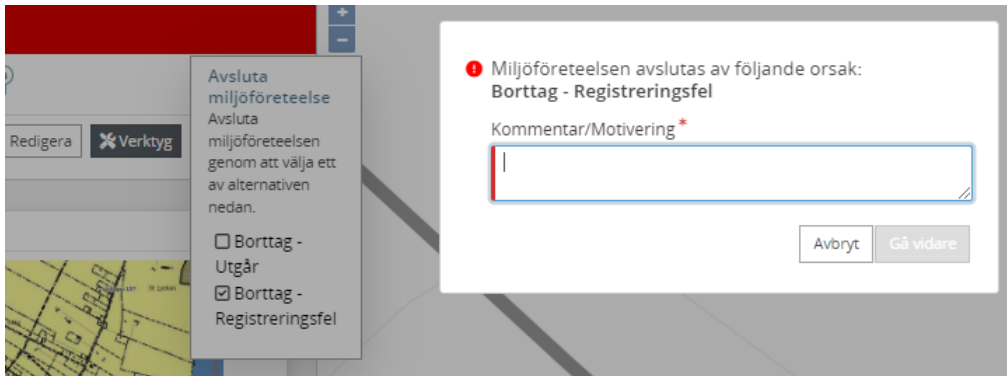 +
−
Redigera
Verktyg
Avsluta
miljöföreteelse
Avsluta
miljöföreteelsen
genom att välja ett
av alternativen
nedan.
Borttag -
Utgår
Borttag -
Registreringsfel
Miljöföreteelsen avslutas av följande orsak:
Borttag - Registreringsfel
Kommentar/Motivering *
Avbryt
Gå vidare